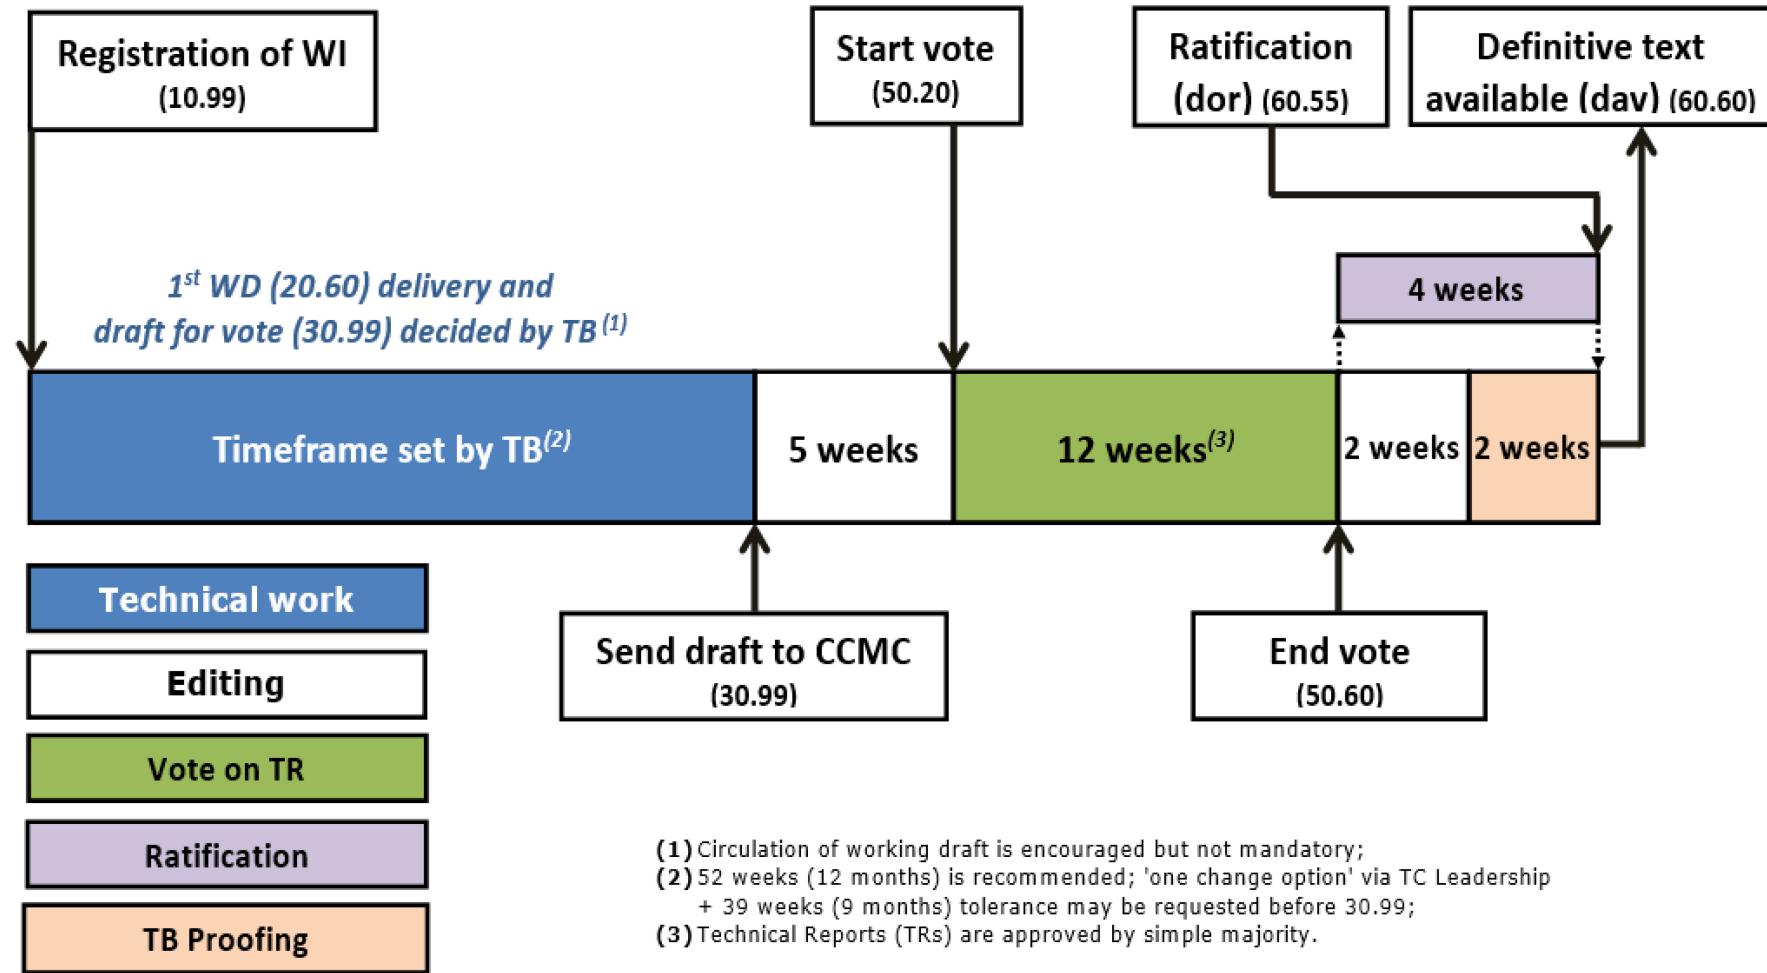 Registration of WI
(10.99)
Start vote
(50.20)
Ratification
(dor) (60.55)
Definitive text
available (dav) (60.60)
1st WD (20.60) delivery and
draft for vote (30.99) decided by TB (1)
4 weeks
Timeframe set by TB(2)
5 weeks
12 weeks(3)
2 weeks
2 weeks
Send draft to CCMC
(30.99)
End vote
(50.60)
Technical work
Editing
Vote on TR
Ratification
TB Proofing
(1) Circulation of working draft is encouraged but not mandatory;
(2) 52 weeks (12 months) is recommended; 'one change option' via TC Leadership
+ 39 weeks (9 months) tolerance may be requested before 30.99;
(3) Technical Reports (TRs) are approved by simple majority.